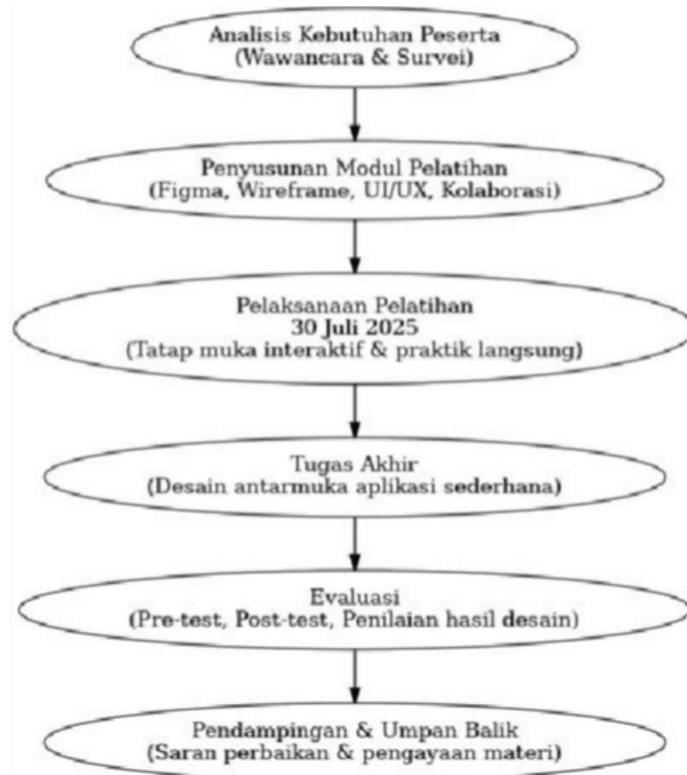 Analisis Kebutuhan Peserta
(Wawancara & Survei)
Penyusunan Modul Pelatihan
(Figma, Wireframe, UI/UX, Kolaborasi)
Pelaksanaan Pelatihan
30 Juli 2025
(Tatap muka interaktif & praktik langsung)
Tugas Akhir
(Desain antarmuka aplikasi sederhana)
Evaluasi
(Pre-test, Post-test, Penilaian hasil desain)
Pendampingan & Umpan Balik
(Saran perbaikan & pengayaan materi)